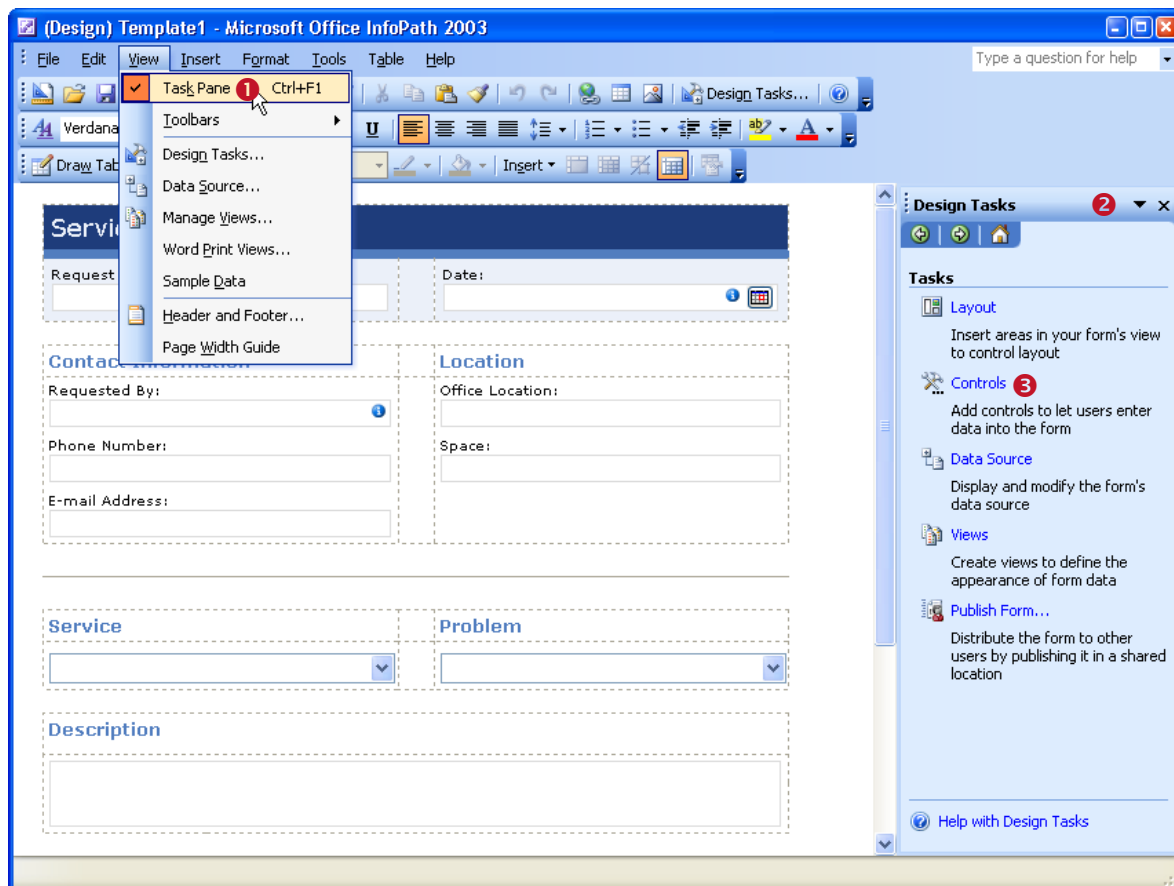 (Design) Template1 - Microsoft Office InfoPath 2003
File Edit View Insert Format Tools Table Help
Type a question for help
Task Pane 1 Ctrl+F1
Toolbars
Design Tasks...
Data Source...
Manage Views...
Word Print Views...
Sample Data
Header and Footer...
Page Width Guide
Design Tasks...
Verdana
U
ab
A
Draw Tab
Insert
Servi
Request
Date:
Contact Information
Location
Requested By:
Office Location:
Phone Number:
Space:
E-mail Address:
Service
Problem
Description
Design Tasks 2
Tasks
Layout
Insert areas in your form's view
to control layout
Controls 3
Add controls to let users enter
data into the form
Data Source
Display and modify the form's
data source
Views
Create views to define the
appearance of form data
Publish Form...
Distribute the form to other
users by publishing it in a shared
location
Help with Design Tasks